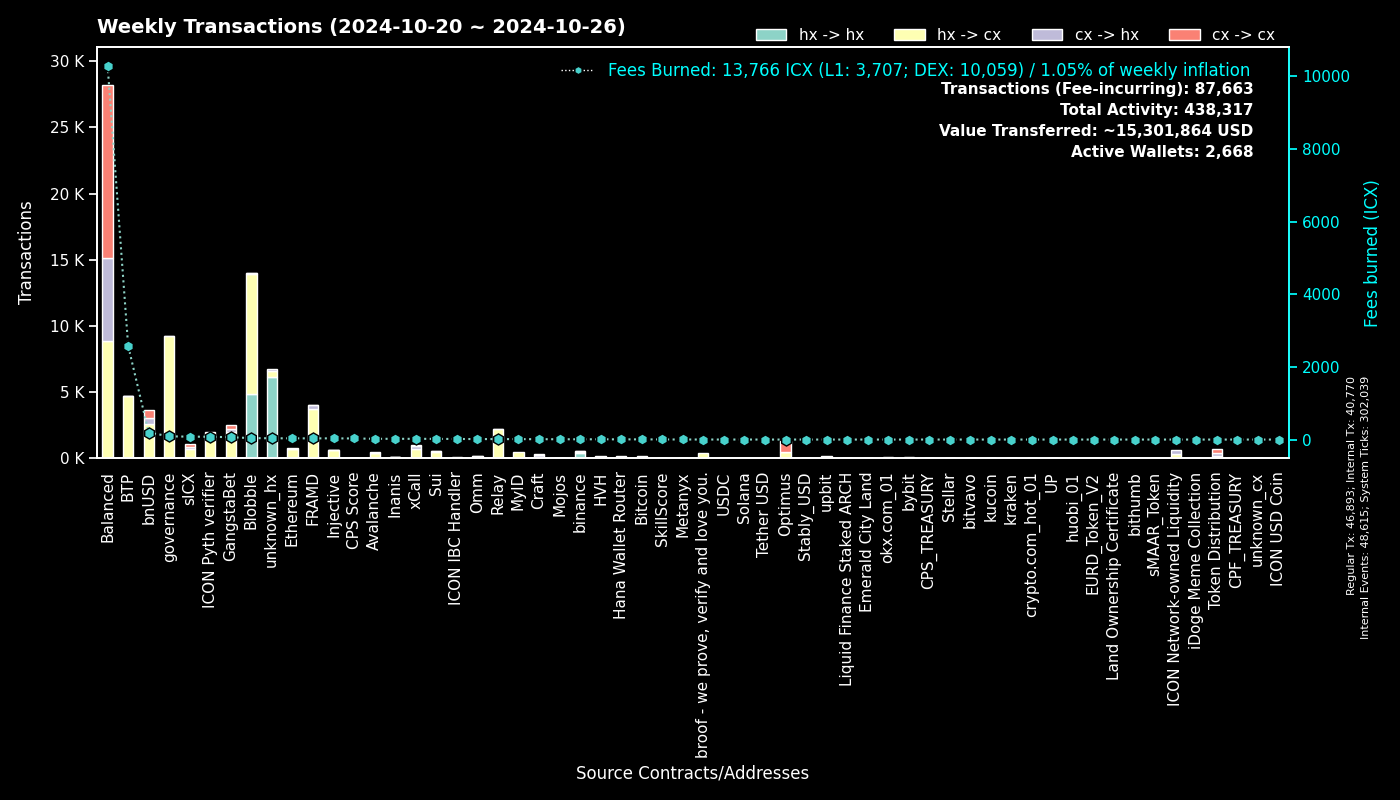 Weekly Transactions (2024-10-20 ~ 2024-10-26)
hx -> hx
hx -> cx
cx -> hx
cx -> cx
Fees Burned: 13,766 ICX (L1: 3,707; DEX: 10,059) / 1.05% of weekly inflation
Transactions (Fee-incurring): 87,663
Total Activity: 438,317
Value Transferred: ~15,301,864 USD
Active Wallets: 2,668
Transactions
30 K
25 K
20 K
15 K
10 K
5 K
0 K
10000
8000
6000
4000
2000
0
Fees burned (ICX)
Regular Tx: 46,893; Internal Tx: 40,770
Internal Events: 48,615; System Ticks: 302,039
Balanced
BTP
bnUSD
governance
sICX
ICON Pyth verifier
GangstaBet
Blobble
unknown_hx
Ethereum
FRAMD
Injective
CPS Score
Avalanche
Inanis
xCall
Sui
ICON IBC Handler
Omm
Relay
MyID
Craft
Mojos
binance
HVH
Hana Wallet Router
Bitcoin
SkillScore
Metanyx
broof - we prove, verify and love you.
USDC
Solana
Tether USD
Optimus
Stably_USD
upbit
Liquid Finance Staked ARCH
Emerald City Land
okx.com_01
bybit
CPS_TREASURY
Stellar
bitvavo
kucoin
kraken
crypto.com_hot_01
UP
huobi_01
EURD_Token_V2
Land Ownership Certificate
bithumb
sMAAR_Token
ICON Network-owned Liquidity
iDoge Meme Collection
Token Distribution
CPF_TREASURY
unknown_cx
ICON USD Coin
Source Contracts/Addresses